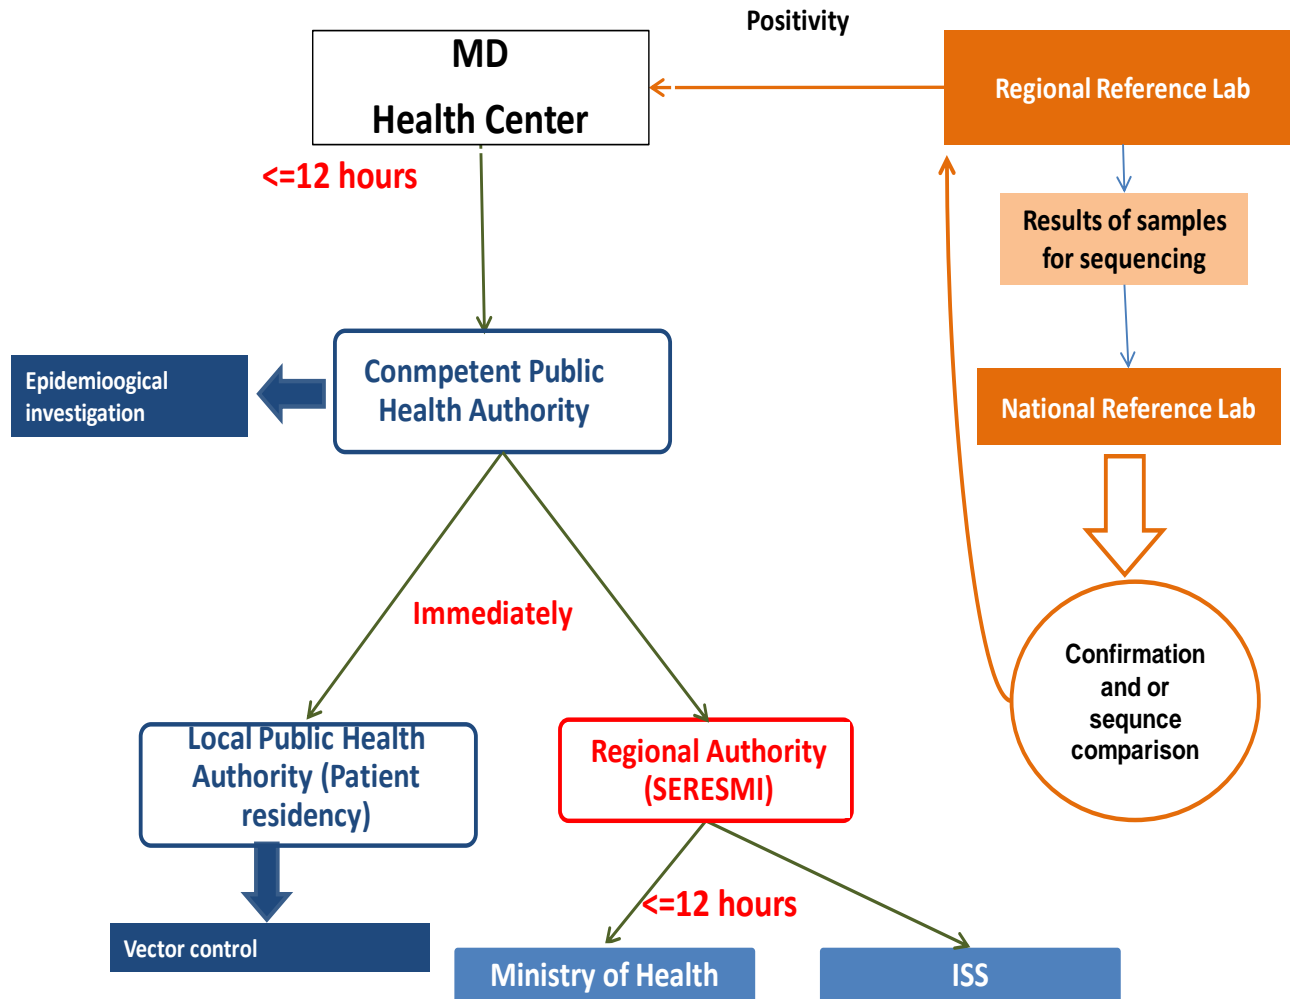 Positivity
MD
Health Center
Regional Reference Lab
<=12 hours
Results of samples
for sequencing
Epidemioogical
investigation
Conmpetent Public
Health Authority
National Reference Lab
Immediately
Confirmation
and or
sequnce
comparison
Local Public Health
Authority (Patient
residency)
Regional Authority
(SERESMI)
<=12 hours
Vector control
Ministry of Health
ISS